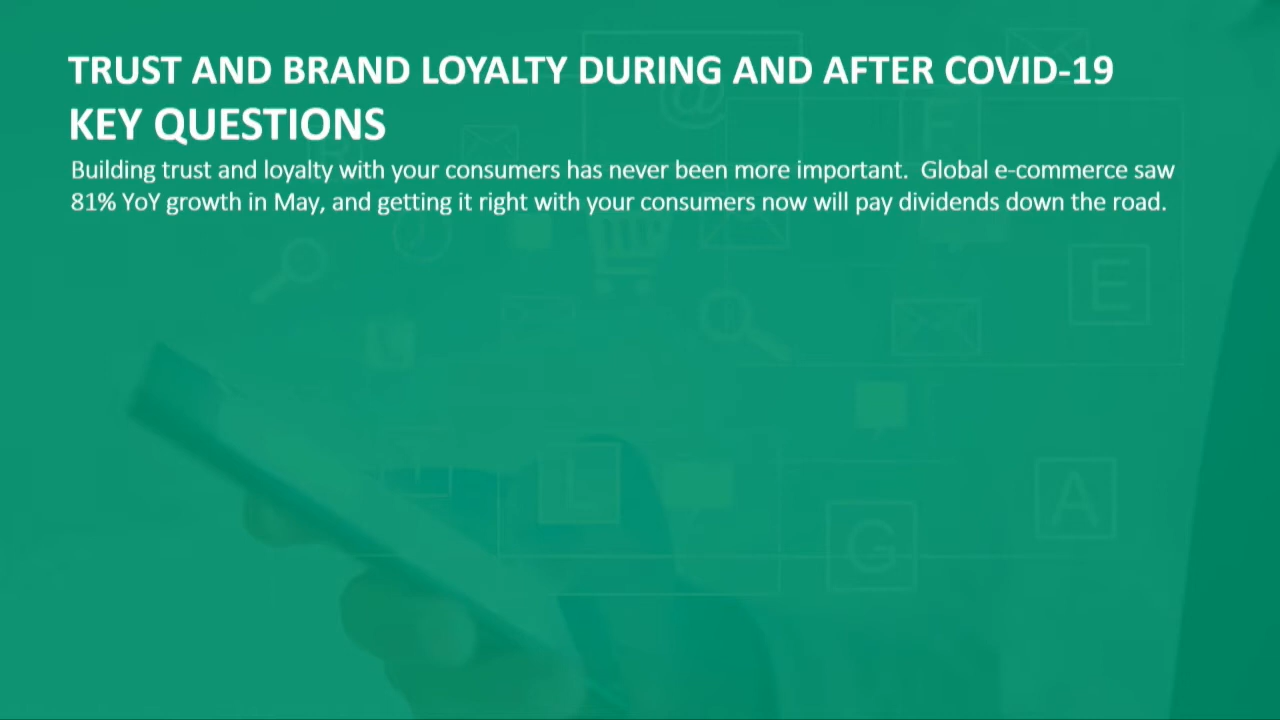 TRUST AND BRAND LOYALTY DURING AND AFTER COVID-19
KEY QUESTIONS
Building trust and loyalty with your consumers has never been more important.  Global e-commerce saw
81% YoY growth in May, and getting it right with your consumers now will pay dividends down the road.
@
F
E
L
A
G